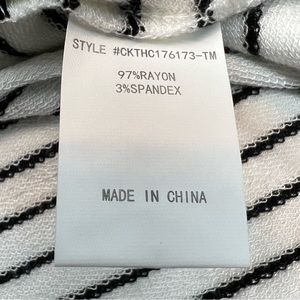 STYLE #CKTHC176173-TM
97%RAYON
3%SPANDEX
MADE IN CHINA